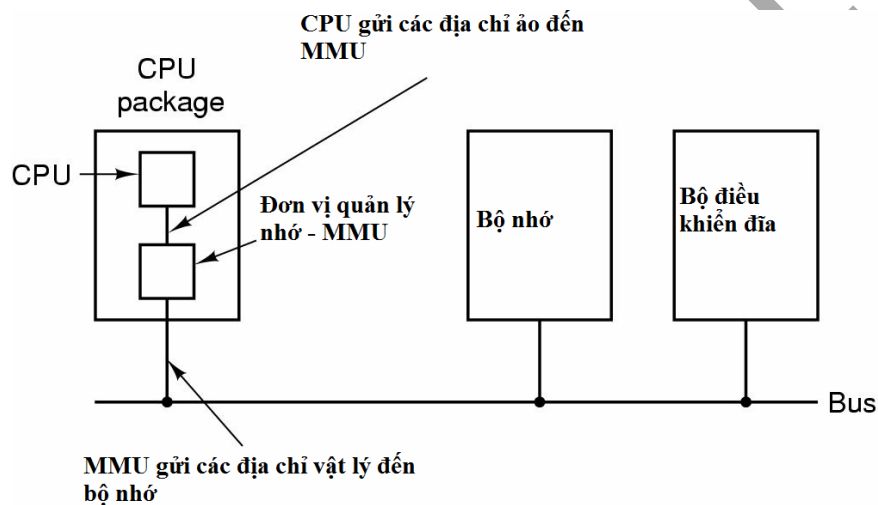 CPU gửi các địa chỉ ảo đến
MMU
CPU
package
CPU
Đơn vị quản lý
nhớ - MMU
Bộ nhớ
Bộ điều
khiển đĩa
Bus
MMU gửi các địa chỉ vật lý đến
bộ nhớ